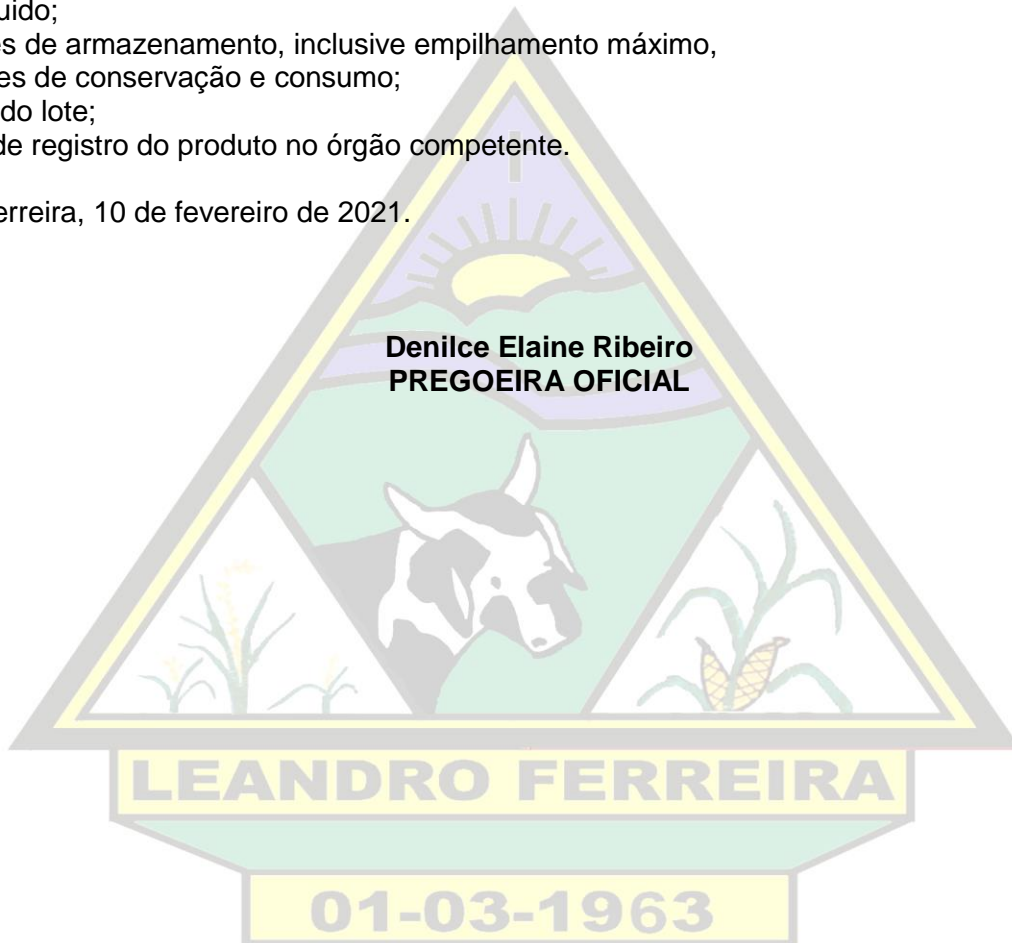 uido;
es de armazenamento, inclusive empilhamento máximo,
es de conservação e consumo;
do lote;
de registro do produto no órgão competente.
erreira, 10 de fevereiro de 2021.
Denilce Elaine Ribeiro
PREGOEIRA OFICIAL
LEANDRO FERREIRA
01-03-1963